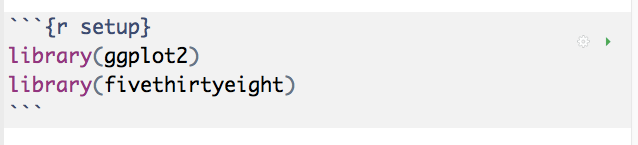 ```{r setup}
library(ggplot2)
library(fivethirtyeight)
```